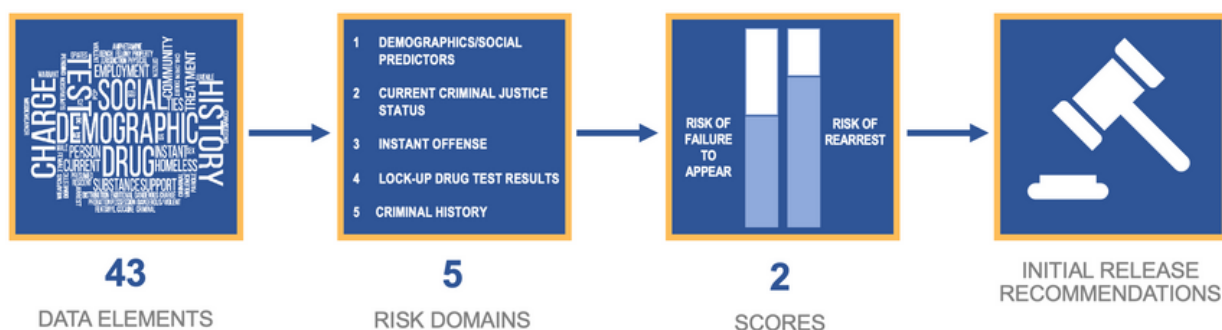 CHARGE
TEST
SOCIAL
DEMOGRAPHIC
DRUG
HISTORY
EMPLOYMENT
COMMUNITY
TIES
TREATMENT
PERSON
INSTANT
CURRENT
HOMELESS
SUBSTANCE SUPPORT
1 DEMOGRAPHICS/SOCIAL
PREDICTORS
2 CURRENT CRIMINAL JUSTICE
STATUS
3 INSTANT OFFENSE
4 LOCK-UP DRUG TEST RESULTS
5 CRIMINAL HISTORY
RISK OF
FAILURE
TO
APPEAR
RISK OF
REARREST
43
DATA ELEMENTS
5
RISK DOMAINS
2
SCORES
INITIAL RELEASE
RECOMMENDATIONS